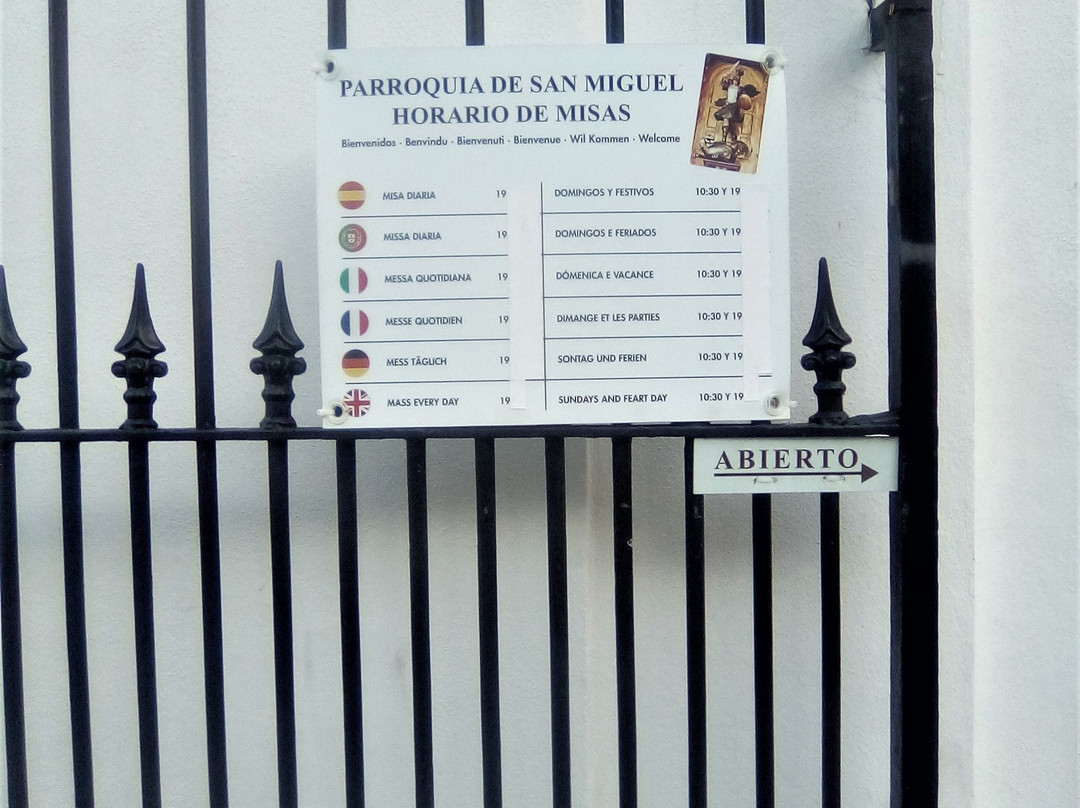 PARROQUIA DE SAN MIGUEL
HORARIO DE MISAS
Bienvenidos · Benvindu · Bienvenuti · Bienvenue · Wil Kommen · Welcome
MISA DIARIA 19 DOMINGOS Y FESTIVOS 10:30 Y 19
MISSA DIARIA 19 DOMINGOS E FERIADOS 10:30 Y 19
MESSA QUOTIDIANA 19 DÓMENICA E VACANCE 10:30 Y 19
MESSE QUOTIDIEN 19 DIMANGE ET LES PARTIES 10:30 Y 19
MESS TÄGLICH 19 SONTAG UND FERIEN 10:30 Y 19
MASS EVERY DAY 19 SUNDAYS AND FEART DAY 10:30 Y 19
ABIERTO